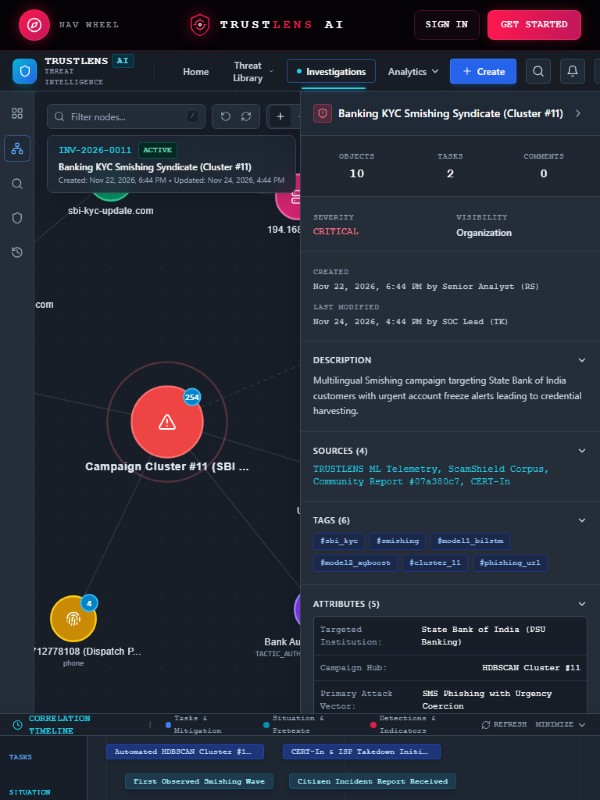 NAV WHEEL
TRUSTLENS AI
SIGN IN
GET STARTED
TRUSTLENS AI
THREAT
INTELLIGENCE
Home
Threat
Library
Investigations
Analytics
+ Create
Filter nodes...
/
INV-2026-0011 ACTIVE
Banking KYC Smishing Syndicate (Cluster #11)
Created: Nov 22, 2026, 6:44 PM • Updated: Nov 24, 2026, 4:44 PM
sbi-kyc-update.com
194.168
com
254
Campaign Cluster #11 (SBI ...
4
712778108 (Dispatch P...
phone
Bank Au
TACTIC_AUTH
Banking KYC Smishing Syndicate (Cluster #11)
OBJECTS
10
TASKS
2
COMMENTS
0
SEVERITY
CRITICAL
VISIBILITY
Organization
CREATED
Nov 22, 2026, 6:44 PM by Senior Analyst (RS)
LAST MODIFIED
Nov 24, 2026, 4:44 PM by SOC Lead (TK)
DESCRIPTION
Multilingual Smishing campaign targeting State Bank of India
customers with urgent account freeze alerts leading to credential
harvesting.
SOURCES (4)
TRUSTLENS ML Telemetry, ScamShield Corpus,
Community Report #07a380c7, CERT-In
TAGS (6)
#sbi_kyc #smishing #model1_bilstm
#model2_xgboost #cluster_11 #phishing_url
ATTRIBUTES (5)
Targeted
Institution:
State Bank of India (PSU
Banking)
Campaign Hub:
HDBSCAN Cluster #11
Primary Attack
Vector:
SMS Phishing with Urgency
Coercion
CORRELATION
TIMELINE
Tasks &
Mitigation
Situation &
Pretexts
Detections &
Indicators
REFRESH
MINIMIZE
TASKS
Automated HDBSCAN Cluster #1…
CERT-In & ISP Takedown Initi…
SITUATION
First Observed Smishing Wave
Citizen Incident Report Received